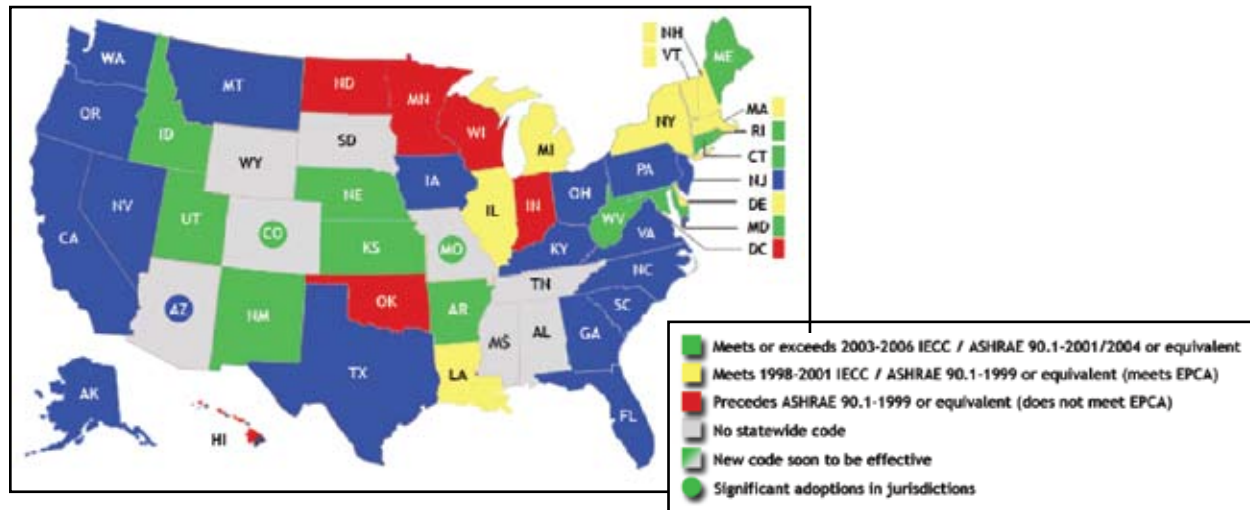 NH
VT
WA
ME
MT
ND
MN
OR
MA
ID
SD
WI
NY
RI
WY
MI
CT
PA
IA
NJ
NE
OH
NV
IL
IN
DE
UT
WV
MD
CO
CA
KS
MO
VA
DC
KY
NC
TN
AZ
OK
NM
AR
SC
MS
AL
GA
TX
LA
AK
FL
HI
Meets or exceeds 2003-2006 IECC / ASHRAE 90.1-2001/2004 or equivalent
Meets 1998-2001 IECC / ASHRAE 90.1-1999 or equivalent (meets EPCA)
Precedes ASHRAE 90.1-1999 or equivalent (does not meet EPCA)
No statewide code
New code soon to be effective
Significant adoptions in jurisdictions